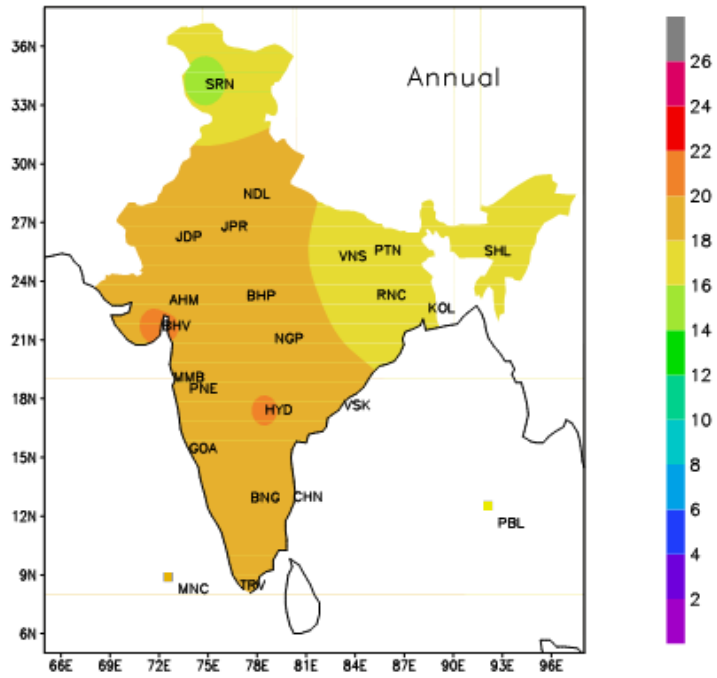 36N
33N
30N
27N
24N
21N
18N
15N
12N
9N
6N
66E 69E 72E 75E 78E 81E 84E 87E 90E 93E 96E
Annual
SRN
NDL
JPR
JDP
VNS PTN
SHL
AHM BHP RNC
KOL
BHV
NGP
MMB
PNE
HYD
VSK
GOA
BNG CHN
PBL
MNC
TRV
26
24
22
20
18
16
14
12
10
8
6
4
2